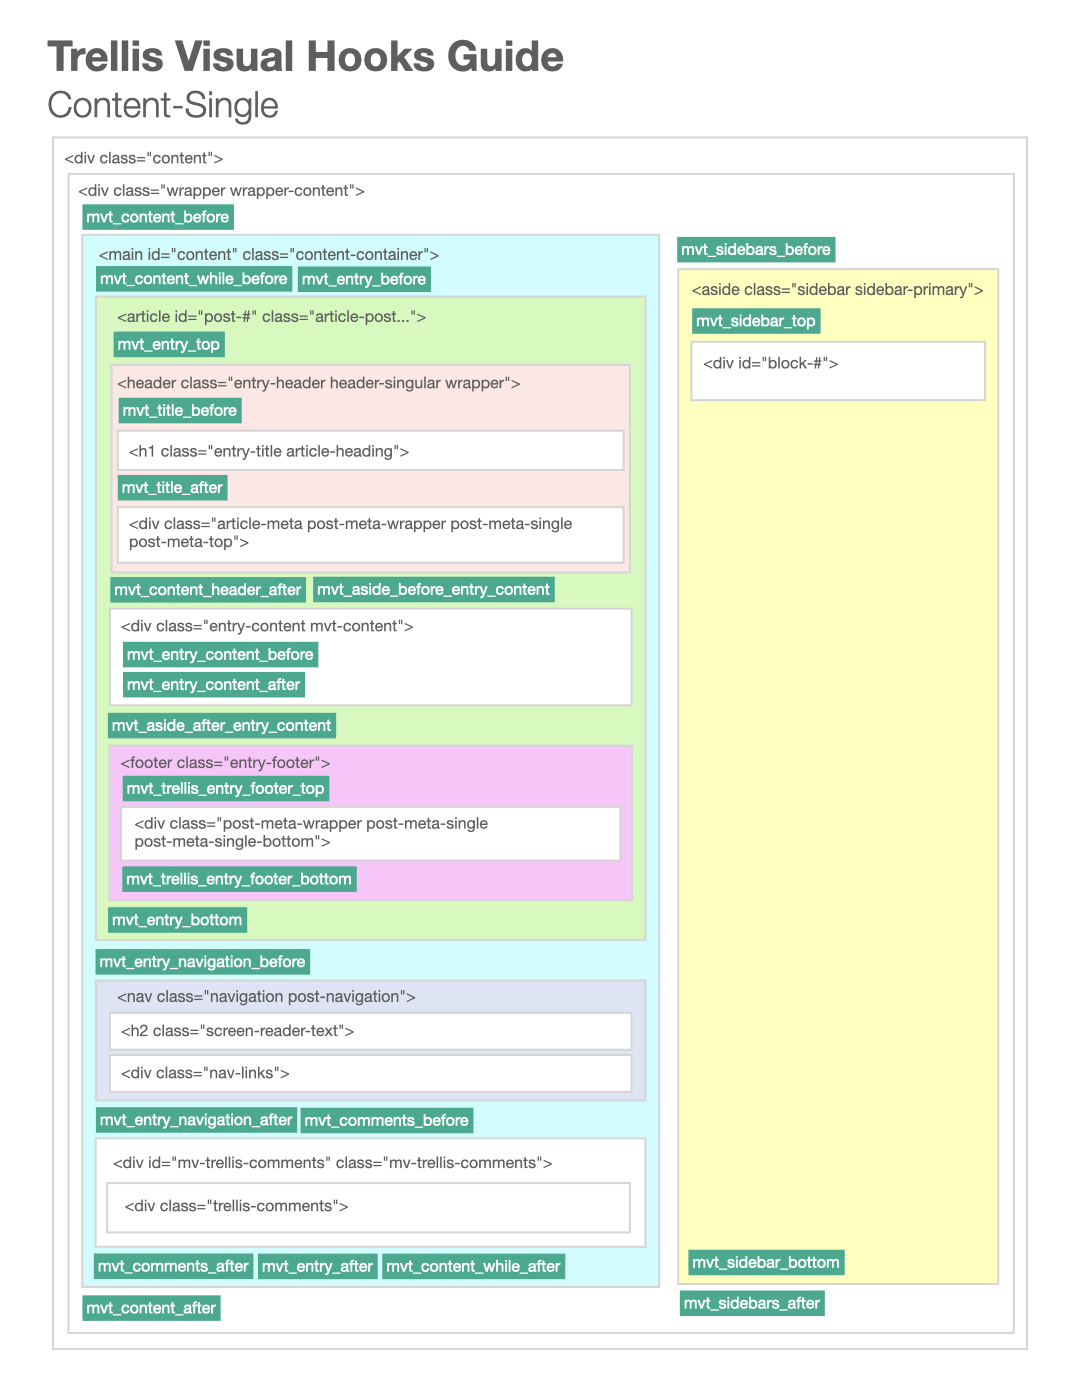 Trellis Visual Hooks Guide
Content-Single
<div class="content">
<div class="wrapper wrapper-content">
mvt_content_before
<main id="content" class="content-container">
mvt_content_while_before mvt_entry_before
<article id="post-#" class="article-post...">
mvt_entry_top
<header class="entry-header header-singular wrapper">
mvt_title_before
<h1 class="entry-title article-heading">
mvt_title_after
<div class="article-meta post-meta-wrapper post-meta-single
post-meta-top">
mvt_content_header_after mvt_aside_before_entry_content
<div class="entry-content mvt-content">
mvt_entry_content_before
mvt_entry_content_after
mvt_aside_after_entry_content
<footer class="entry-footer">
mvt_trellis_entry_footer_top
<div class="post-meta-wrapper post-meta-single
post-meta-single-bottom">
mvt_trellis_entry_footer_bottom
mvt_entry_bottom
mvt_entry_navigation_before
<nav class="navigation post-navigation">
<h2 class="screen-reader-text">
<div class="nav-links">
mvt_entry_navigation_after mvt_comments_before
<div id="mv-trellis-comments" class="mv-trellis-comments">
<div class="trellis-comments">
mvt_comments_after mvt_entry_after mvt_content_while_after
mvt_content_after
mvt_sidebars_before
<aside class="sidebar sidebar-primary">
mvt_sidebar_top
<div id="block-#">
mvt_sidebar_bottom
mvt_sidebars_after